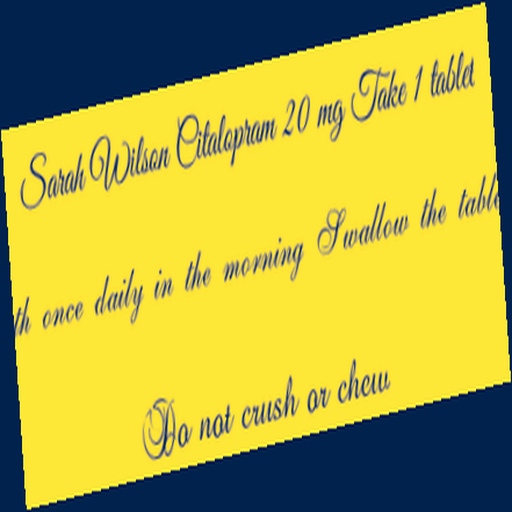 Sarah Wilson Citalopram 20 mg Take 1 tablet
once daily in the morning Swallow the
Do not crush or chew